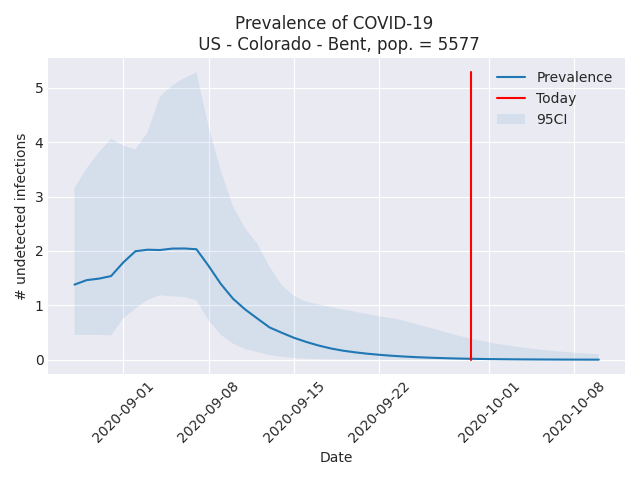 Prevalence of COVID-19
US - Colorado - Bent, pop. = 5577
Prevalence
Today
95CI
# undetected infections
5
4
3
2
1
0
2020-09-01
2020-09-08
2020-09-15
2020-09-22
2020-10-01
2020-10-08
Date